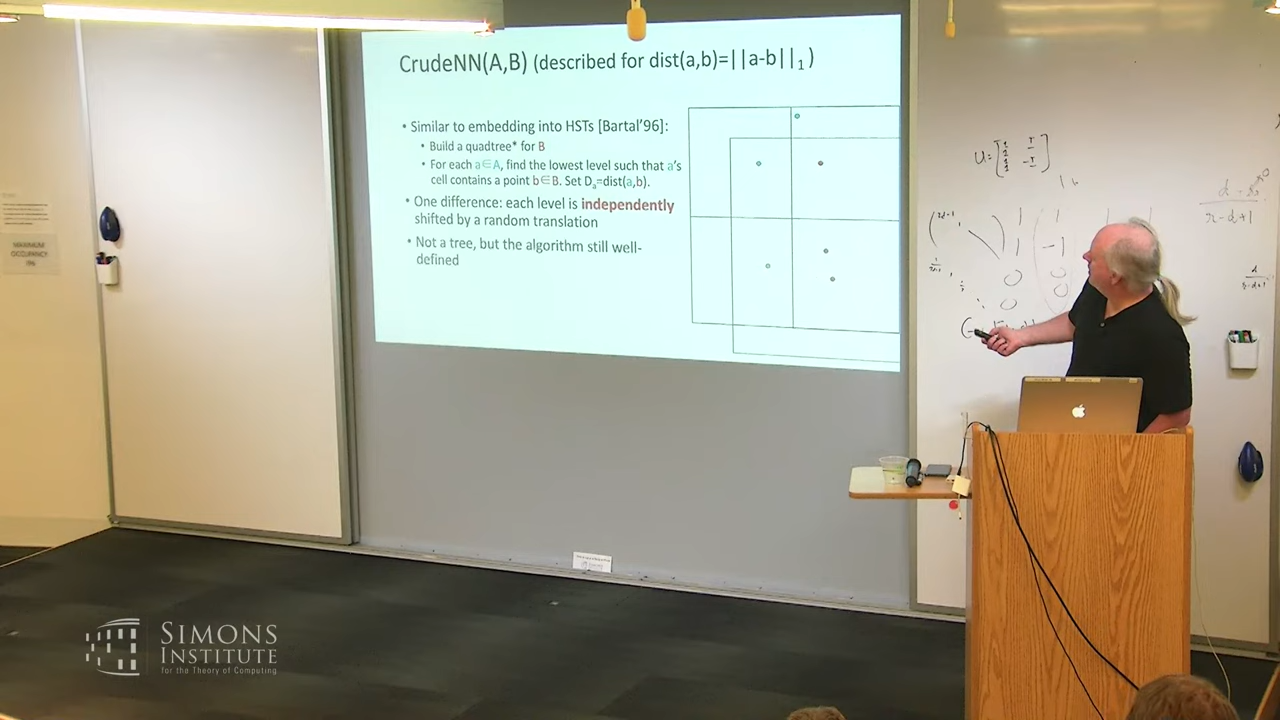 CrudeNN(A,B) (described for dist(a,b)=||a-b||₁)
• Similar to embedding into HSTs [Bartal'96]:
• Build a quadtree* for B
• For each a∈A, find the lowest level such that a's
cell contains a point b∈B. Set Dₐ=dist(a,b).
• One difference: each level is independently
shifted by a random translation
• Not a tree, but the algorithm still well-
defined
MAXIMUM
OCCUPANCY
SIMONS
INSTITUTE
for the Theory of Computing